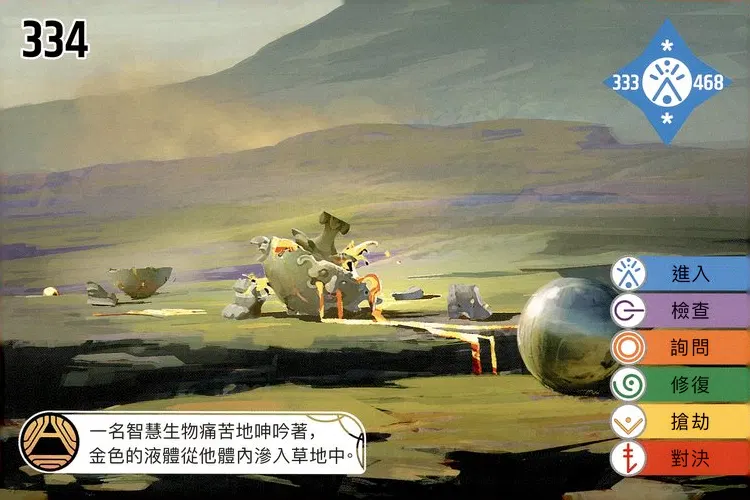 334
*
333 468
*
進入
檢查
詢問
修復
搶劫
對決
一名智慧生物痛苦地呻吟著，
金色的液體從他體內滲入草地中。